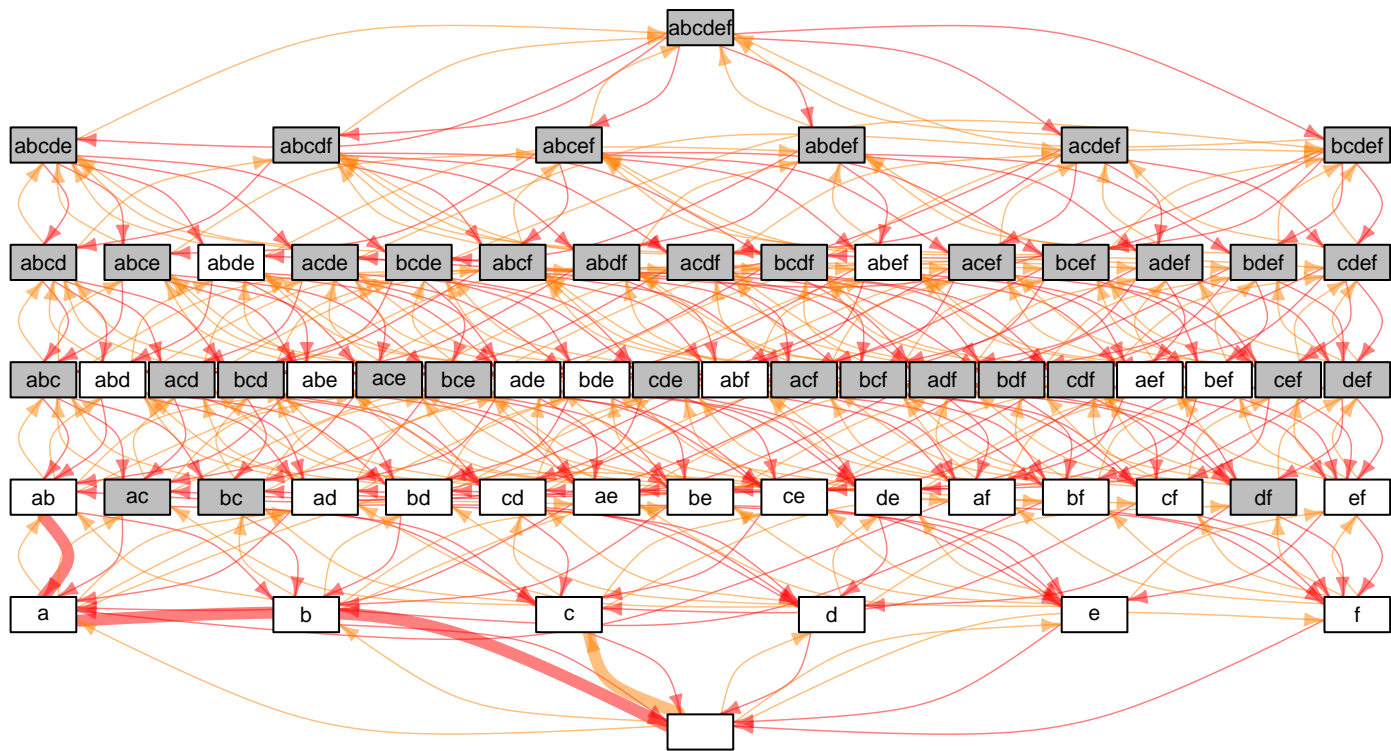 abcdef
abcde abcdf abcef abdef acdef bcdef
abcd abce abde acde bcde abcf abdf acdf bcdf abef acef bcef adef bdef cdef
abc abd acd bcd abe ace bce ade bde cde abf acf bcf adf bdf cdf aef bef cef def
ab ac bc ad bd cd ae be ce de af bf cf df ef
a b c d e f